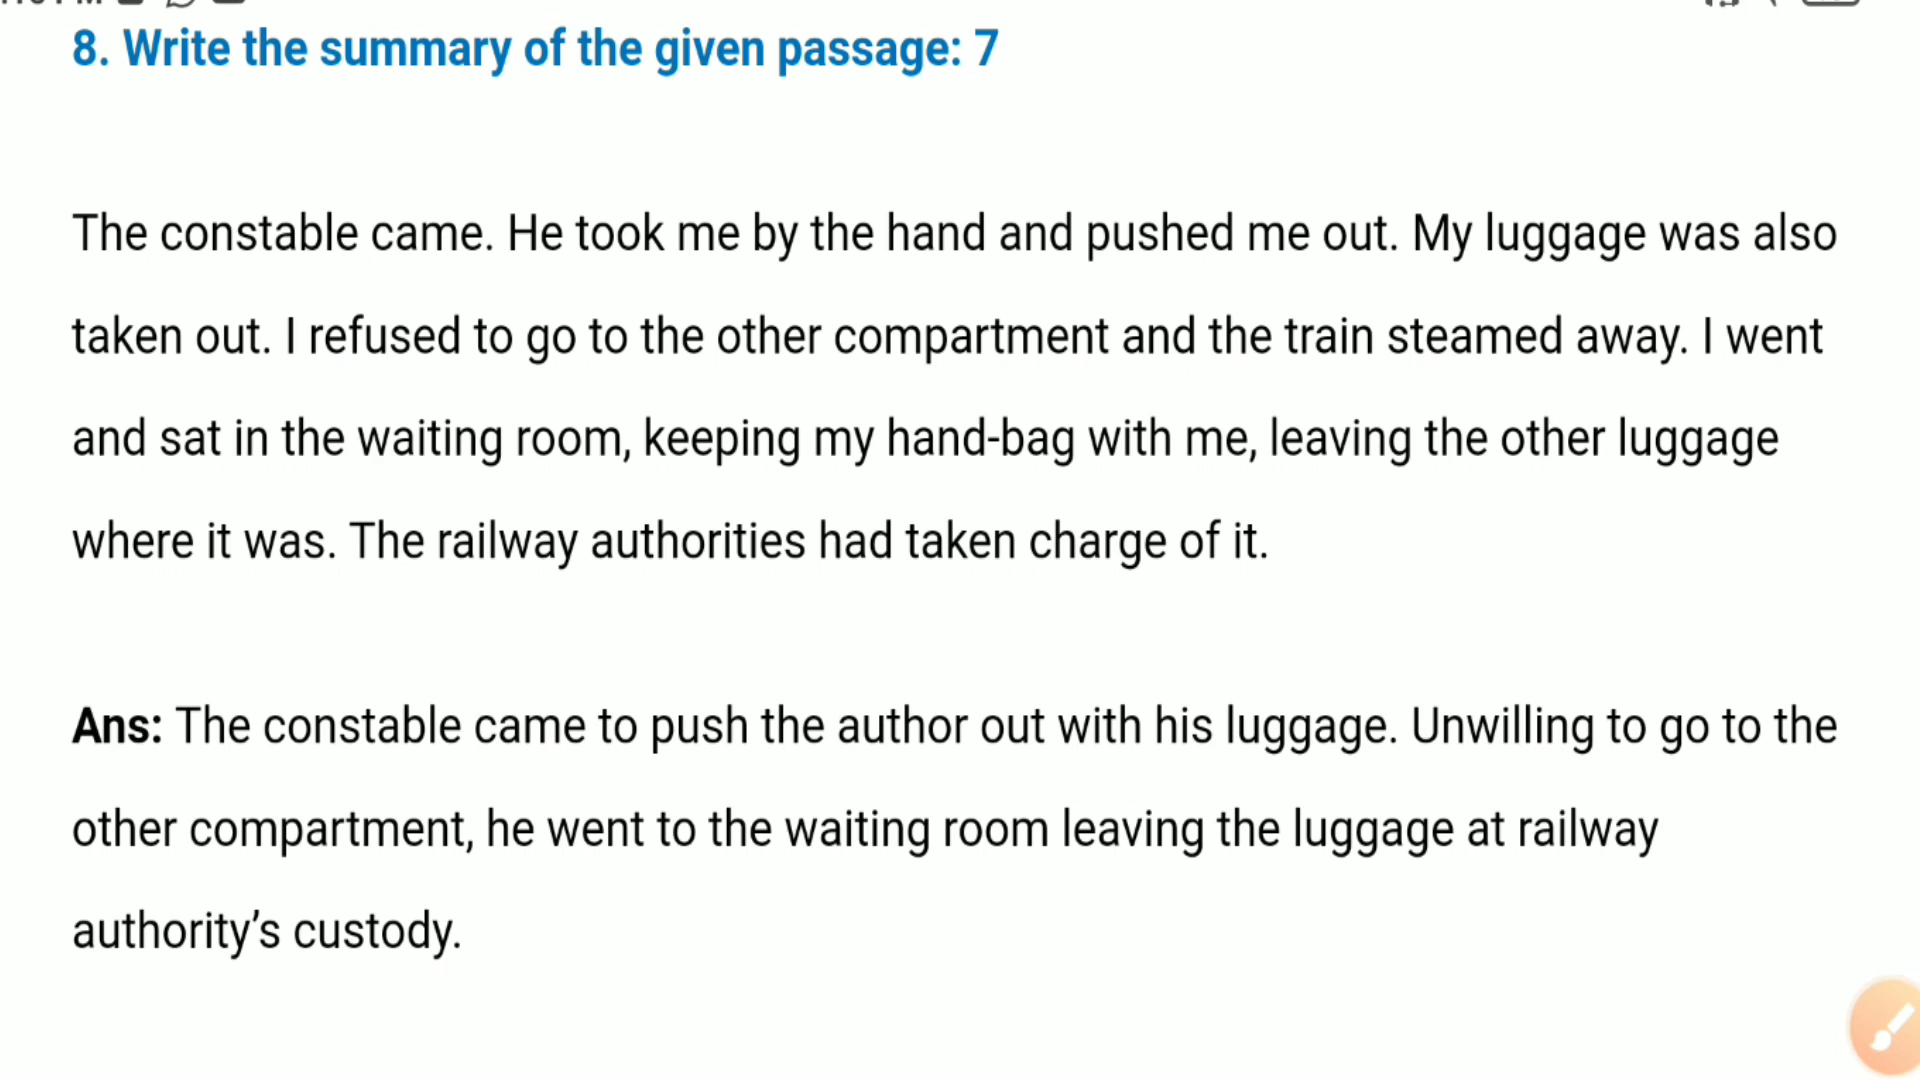 8. Write the summary of the given passage: 7
The constable came. He took me by the hand and pushed me out. My luggage was also
taken out. I refused to go to the other compartment and the train steamed away. I went
and sat in the waiting room, keeping my hand-bag with me, leaving the other luggage
where it was. The railway authorities had taken charge of it.
Ans: The constable came to push the author out with his luggage. Unwilling to go to the
other compartment, he went to the waiting room leaving the luggage at railway
authority’s custody.